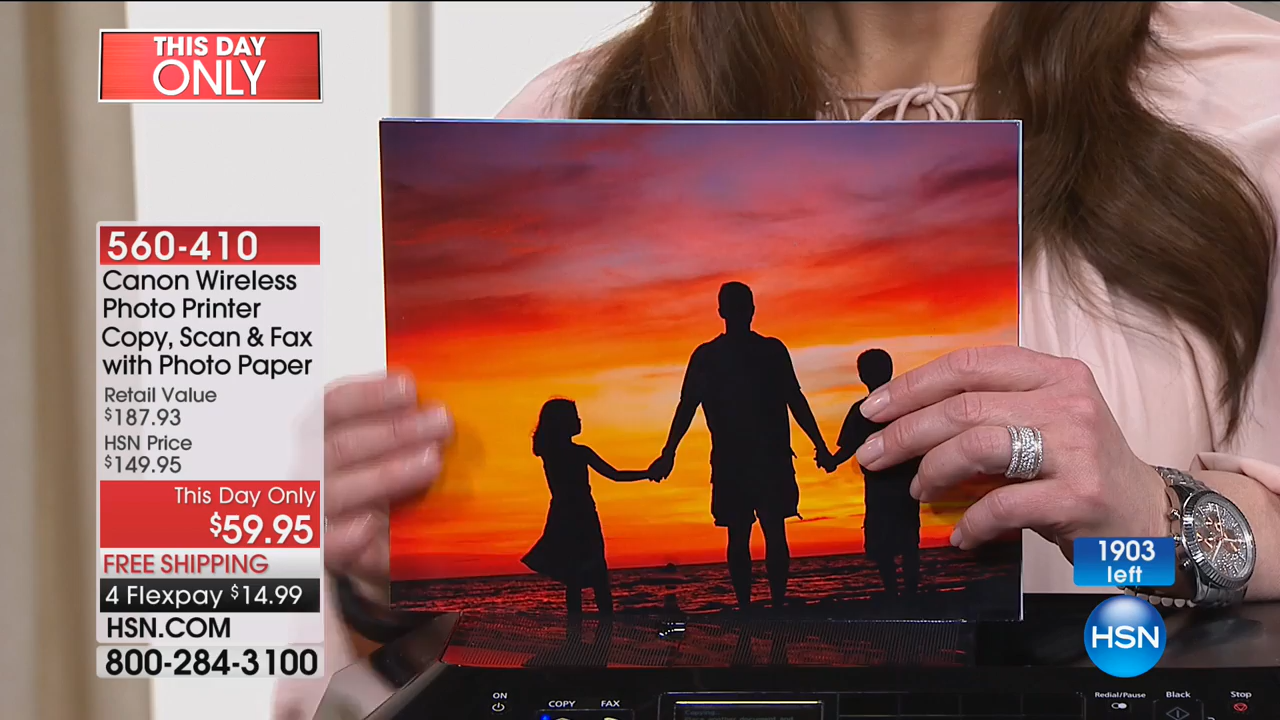 THIS DAY
ONLY
560-410
Canon Wireless
Photo Printer
Copy, Scan & Fax
with Photo Paper
Retail Value
$187.93
HSN Price
$149.95
This Day Only
$59.95
FREE SHIPPING
4 Flexpay $14.99
HSN.COM
800-284-3100
1903
left
HSN
ON
COPY FAX
Redial/Pause Black Stop